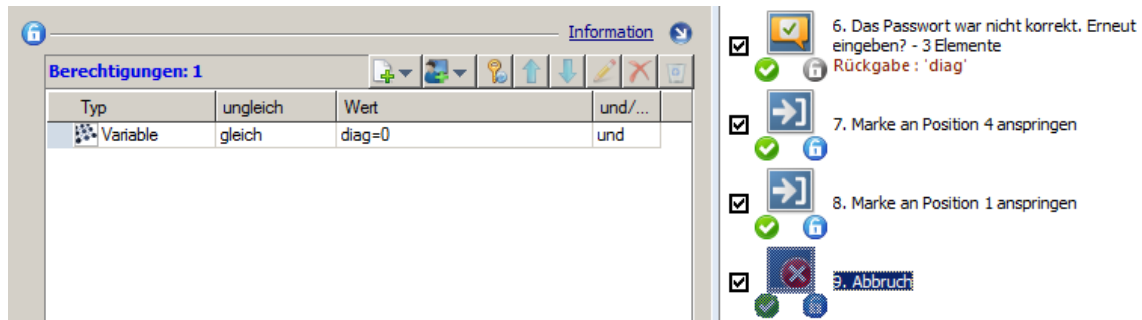 Information
Berechtigungen: 1
Typ ungleich Wert und/...
Variable gleich diag=0 und
6. Das Passwort war nicht korrekt. Erneut
eingeben? - 3 Elemente
Rückgabe : 'diag'
7. Marke an Position 4 anspringen
8. Marke an Position 1 anspringen
9. Abbruch